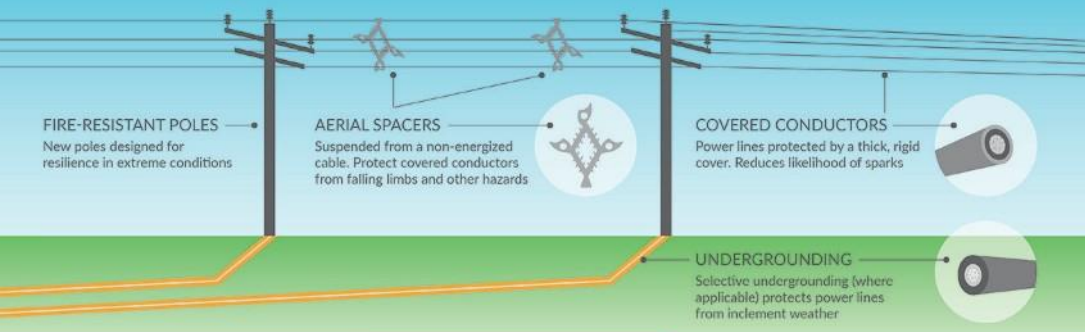 FIRE-RESISTANT POLES
New poles designed for
resilience in extreme conditions
AERIAL SPACERS
Suspended from a non-energized
cable. Protect covered conductors
from falling limbs and other hazards
COVERED CONDUCTORS
Power lines protected by a thick, rigid
cover. Reduces likelihood of sparks
UNDERGROUNDING
Selective undergrounding (where
applicable) protects power lines
from inclement weather